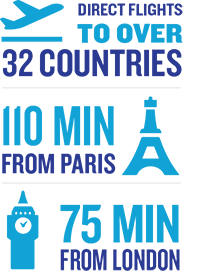 DIRECT FLIGHTS
TO OVER
32 COUNTRIES
110 MIN
FROM PARIS
75 MIN
FROM LONDON